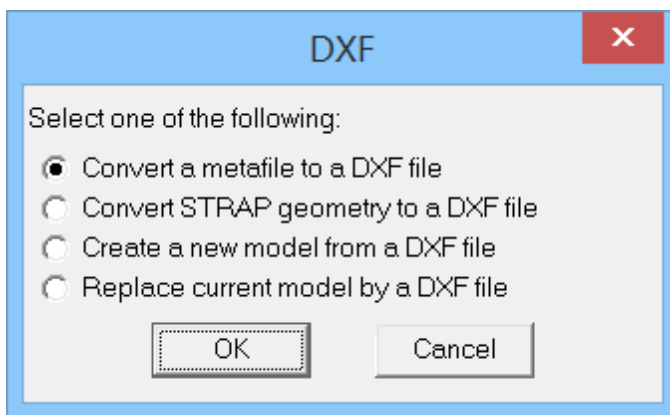 DXF
Select one of the following:
Convert a metafile to a DXF file
Convert STRAP geometry to a DXF file
Create a new model from a DXF file
Replace current model by a DXF file
OK Cancel